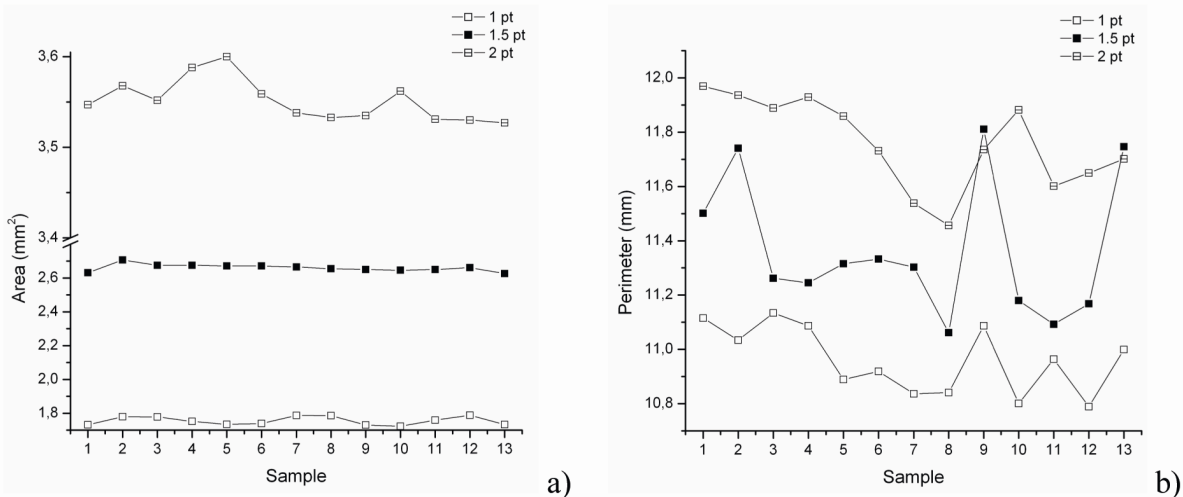 1 pt
1.5 pt
2 pt
3,6
3,5
3,4
2,6
2,4
2,2
2,0
1,8
Area (mm²)
1 2 3 4 5 6 7 8 9 10 11 12 13
Sample
a)
1 pt
1.5 pt
2 pt
12,0
11,8
11,6
11,4
11,2
11,0
10,8
Perimeter (mm)
1 2 3 4 5 6 7 8 9 10 11 12 13
Sample
b)